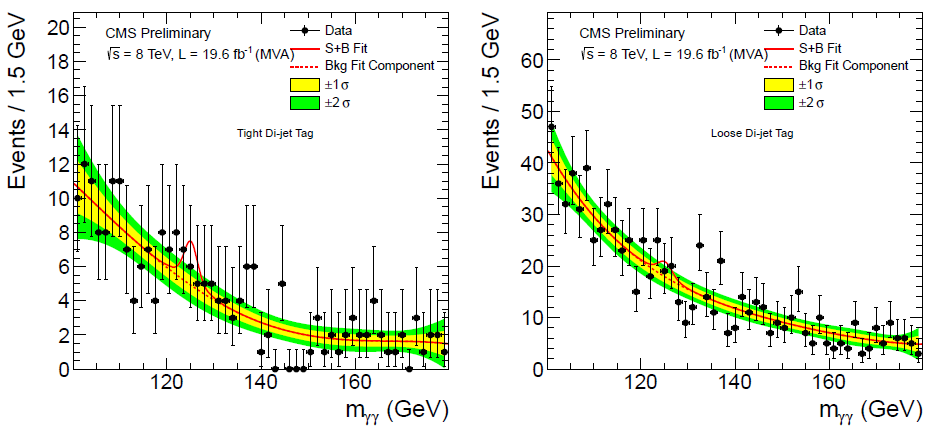 Events / 1.5 GeV
20
18
16
14
12
10
8
6
4
2
0
CMS Preliminary
√s = 8 TeV, L = 19.6 fb⁻¹ (MVA)
Data
S+B Fit
Bkg Fit Component
±1σ
±2σ
Tight Di-jet Tag
120 140 160
mγγ (GeV)
Events / 1.5 GeV
60
50
40
30
20
10
0
CMS Preliminary
√s = 8 TeV, L = 19.6 fb⁻¹ (MVA)
Data
S+B Fit
Bkg Fit Component
±1σ
±2σ
Loose Di-jet Tag
120 140 160
mγγ (GeV)